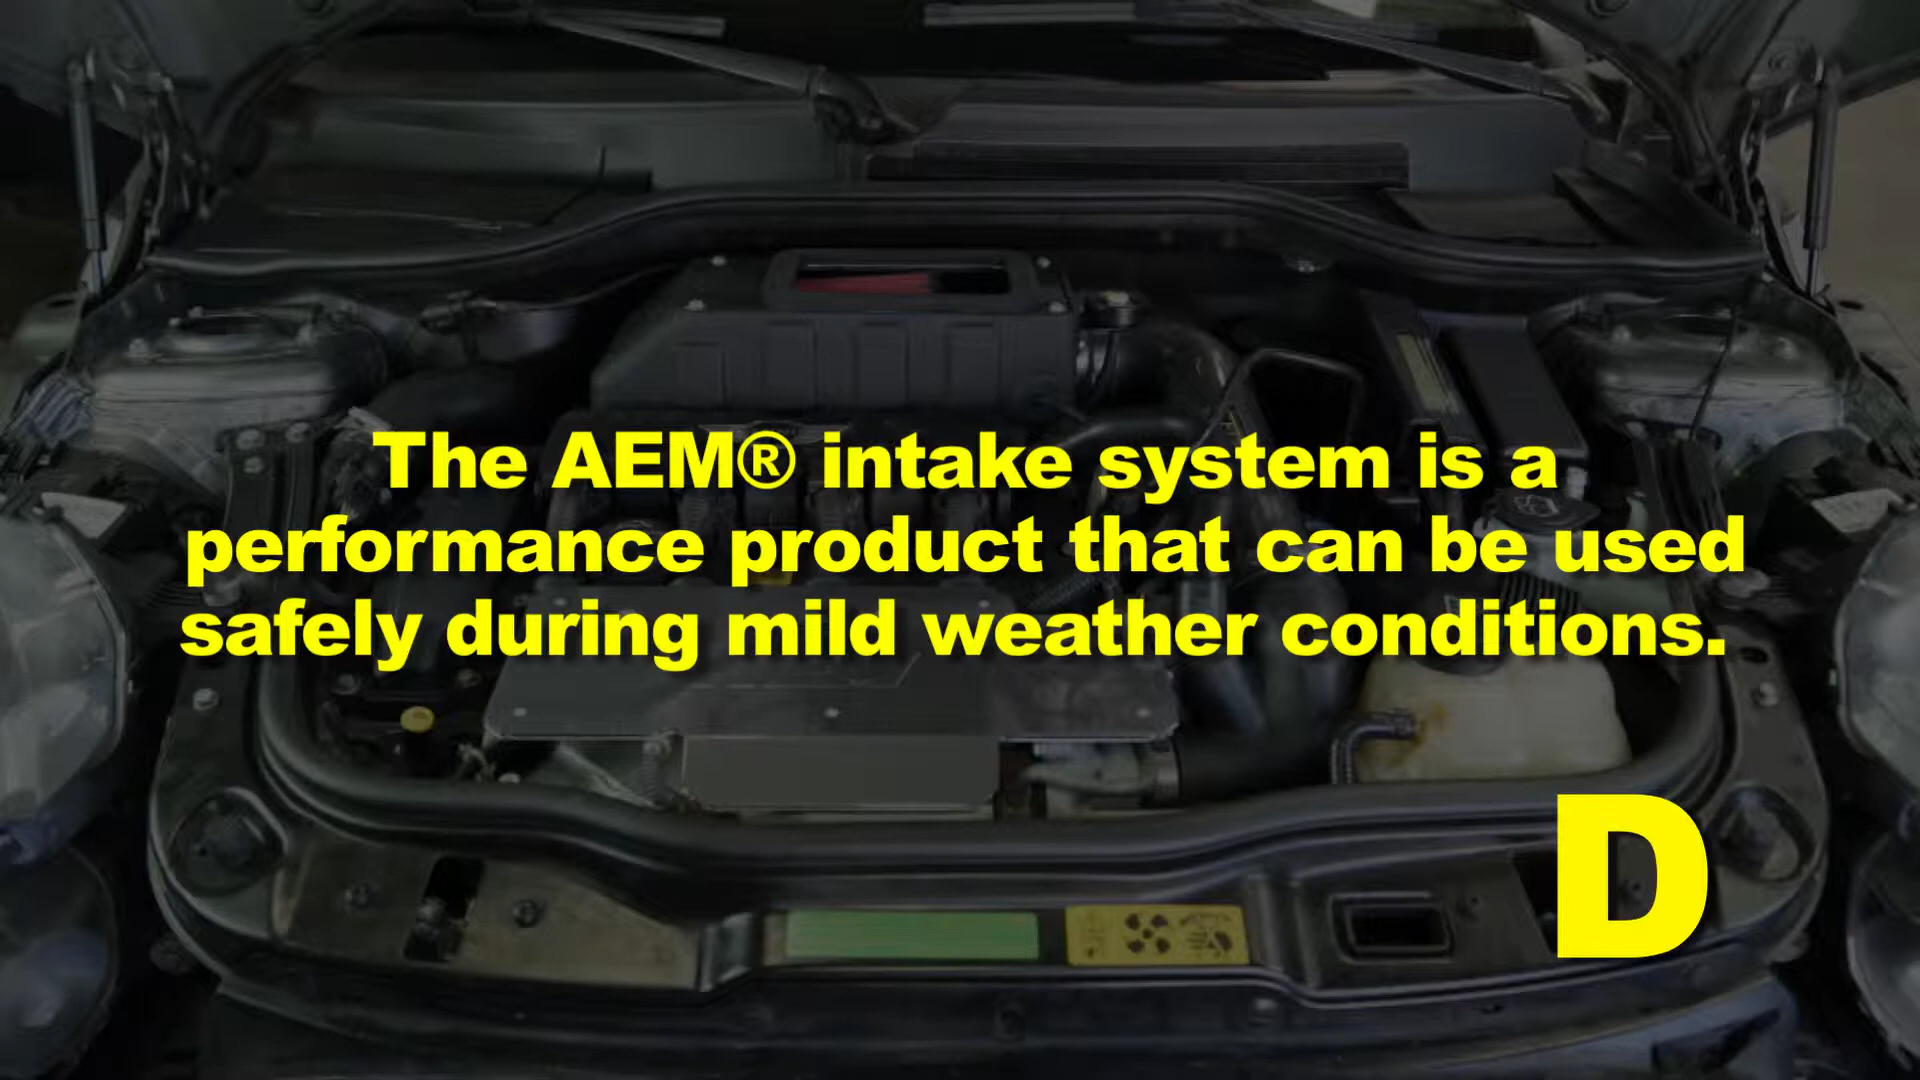 The AEM® intake system is a
performance product that can be used
safely during mild weather conditions.
D